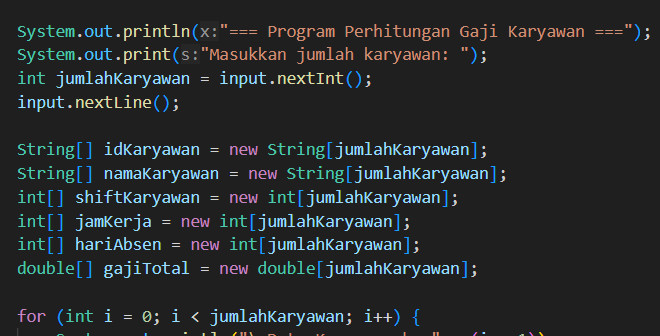 System.out.println(x:"=== Program Perhitungan Gaji Karyawan ===");
System.out.print(s:"Masukkan jumlah karyawan: ");
int jumlahKaryawan = input.nextInt();
input.nextLine();
String[] idKaryawan = new String[jumlahKaryawan];
String[] namaKaryawan = new String[jumlahKaryawan];
int[] shiftKaryawan = new int[jumlahKaryawan];
int[] jamKerja = new int[jumlahKaryawan];
int[] hariAbsen = new int[jumlahKaryawan];
double[] gajiTotal = new double[jumlahKaryawan];
for (int i = 0; i < jumlahKaryawan; i++) {